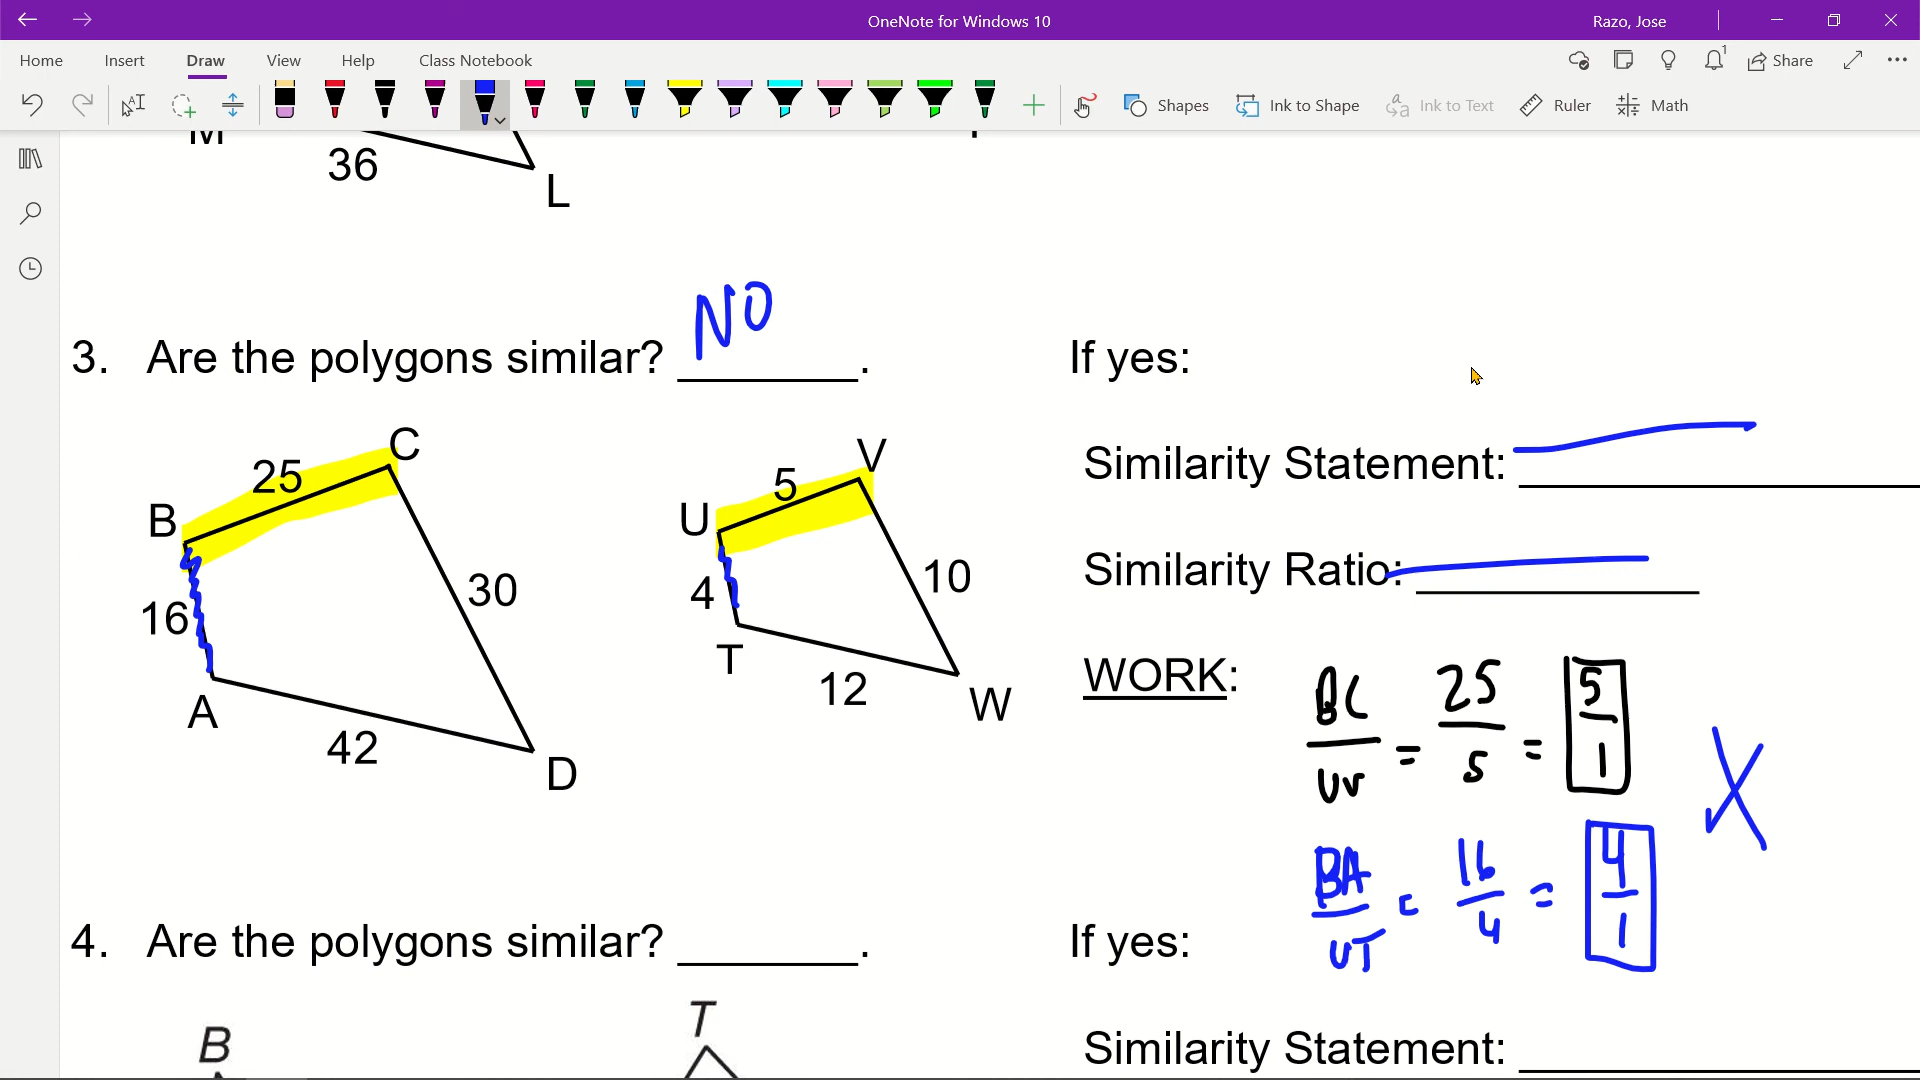 OneNote for Windows 10
Razo, Jose
Home Insert Draw View Help Class Notebook
1
Share
Shapes Ink to Shape Ink to Text Ruler Math
M
36
L
NO
3. Are the polygons similar? ________.
If yes:
C
25
B
16
30
A
42
D
V
5
U
4
10
T
12
W
Similarity Statement:
Similarity Ratio:
WORK:
BC/UV = 25/5 = 5/1
X
BA/UT = 16/4 = 4/1
4. Are the polygons similar? ________.
If yes:
B
T
Similarity Statement: